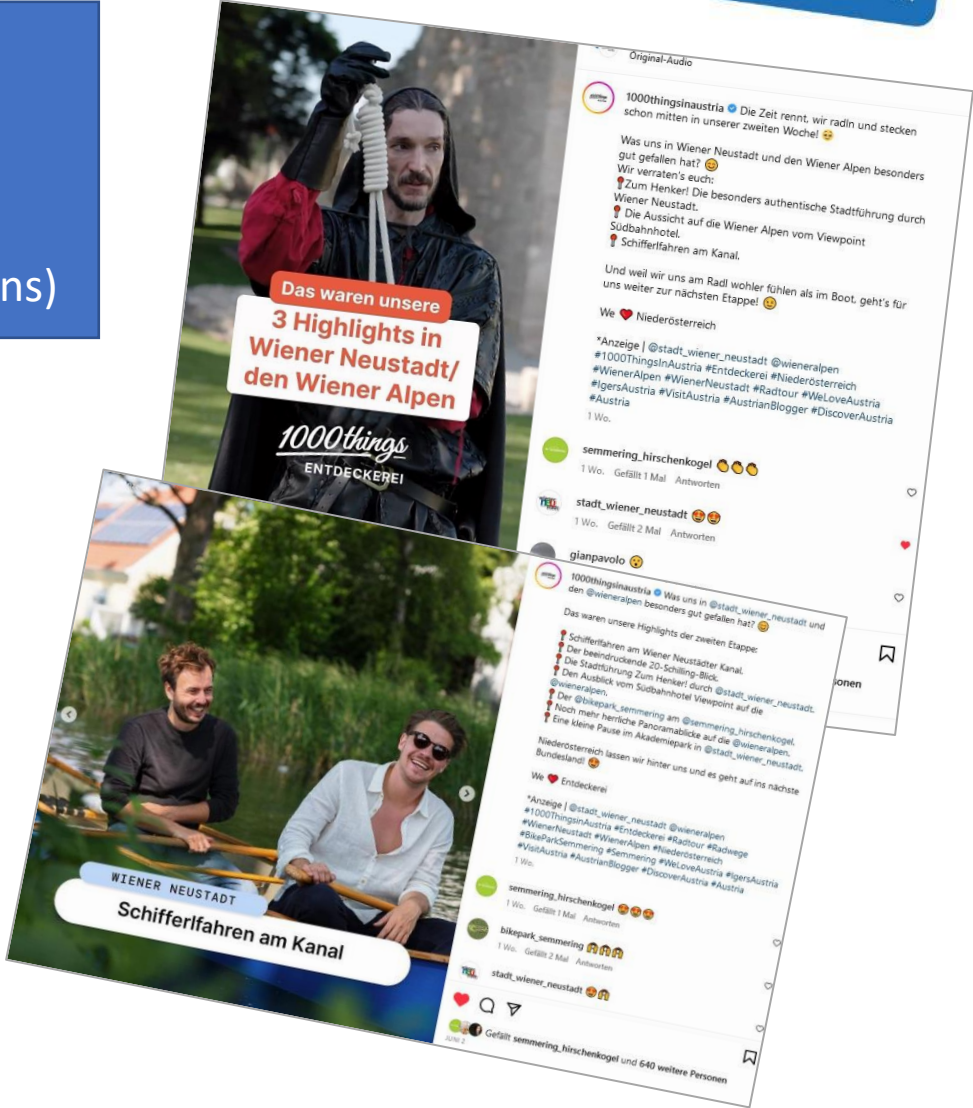 ns)
Original-Audio
1000thingsinaustria Die Zeit rennt, wir radln und stecken
schon mitten in unserer zweiten Woche! 🥺
Was uns in Wiener Neustadt und den Wiener Alpen besonders
gut gefallen hat? 😊
Wir verraten's euch:
📍Zum Henker! Die besonders authentische Stadtführung durch
Wiener Neustadt.
📍 Die Aussicht auf die Wiener Alpen vom Viewpoint
Südbahnhotel.
📍 Schifferlfahren am Kanal.
Und weil wir uns am Radl wohler fühlen als im Boot, geht's für
uns weiter zur nächsten Etappe! 😉
We ❤️ Niederösterreich
*Anzeige | @stadt_wiener_neustadt @wieneralpen
#1000ThingsInAustria #Entdeckerei #Niederösterreich
#WienerAlpen #WienerNeustadt #Radtour #WeLoveAustria
#IgersAustria #VisitAustria #AustrianBlogger #DiscoverAustria
#Austria
1 Wo.
semmering_hirschenkogel 👏👏👏
1 Wo. Gefällt 1 Mal Antworten
stadt_wiener_neustadt 😍😍
1 Wo. Gefällt 2 Mal Antworten
gianpavolo 😮
Das waren unsere
3 Highlights in
Wiener Neustadt/
den Wiener Alpen
1000things
ENTDECKEREI
1000thingsinaustria Was uns in @stadt_wiener_neustadt und
den @wieneralpen besonders gut gefallen hat? 😊
Das waren unsere Highlights der zweiten Etappe:
📍 Schifferlfahren am Wiener Neustädter Kanal.
📍 Der beeindruckende 20-Schilling-Blick.
📍 Die Stadtführung Zum Henker! durch @stadt_wiener_neustadt.
📍 Den Ausblick vom Südbahnhotel Viewpoint auf die
@wieneralpen.
📍 Der @bikepark_semmering am @semmering_hirschenkogel.
📍 Noch mehr herrliche Panoramablicke auf die @wieneralpen.
📍 Eine kleine Pause im Akademiepark in @stadt_wiener_neustadt.
Niederösterreich lassen wir hinter uns und es geht auf ins nächste
Bundesland! 😍
We ❤️ Entdeckerei
*Anzeige | @stadt_wiener_neustadt @wieneralpen
#1000ThingsinAustria #Entdeckerei #Radtour #Radwege
#WienerNeustadt #WienerAlpen #Niederösterreich
#BikeParkSemmering #Semmering #WeLoveAustria #IgersAustria
#VisitAustria #AustrianBlogger #DiscoverAustria #Austria
1 Wo.
semmering_hirschenkogel 😍😍😍
1 Wo. Gefällt 1 Mal Antworten
bikepark_semmering 🙌🙌🙌
1 Wo. Gefällt 2 Mal Antworten
stadt_wiener_neustadt 😍🙌
Gefällt semmering_hirschenkogel und 640 weitere Personen
JUNI 2
sonen
WIENER NEUSTADT
Schifferlfahren am Kanal